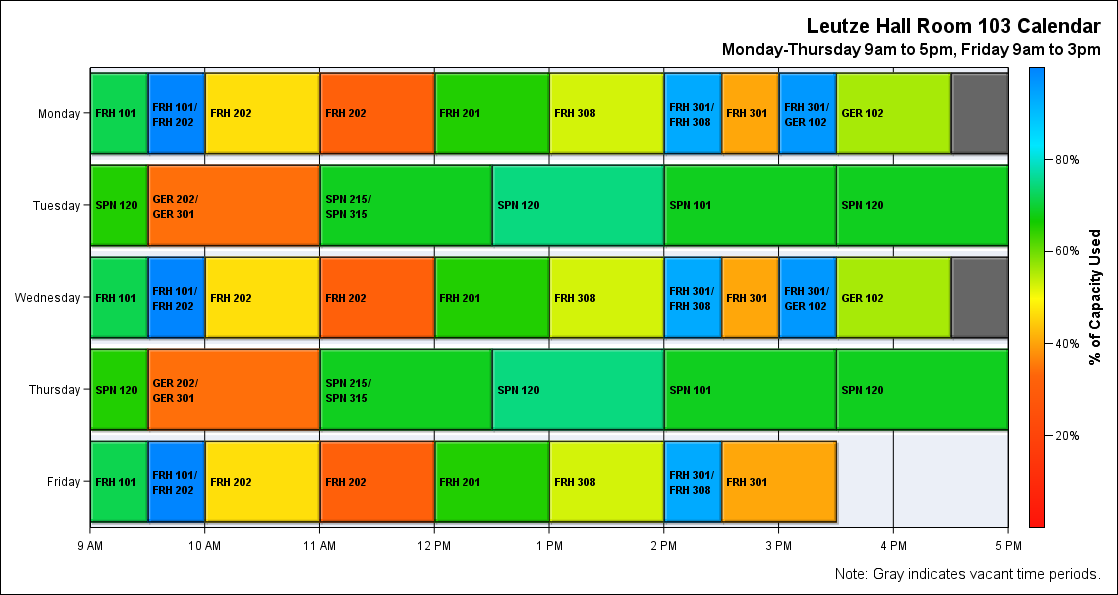 Leutze Hall Room 103 Calendar
Monday-Thursday 9am to 5pm, Friday 9am to 3pm
Monday
FRH 101
FRH 101/
FRH 202
FRH 202
FRH 202
FRH 201
FRH 308
FRH 301/
FRH 308
FRH 301
FRH 301/
GER 102
GER 102
Tuesday
SPN 120
GER 202/
GER 301
SPN 215/
SPN 315
SPN 120
SPN 101
SPN 120
Wednesday
FRH 101
FRH 101/
FRH 202
FRH 202
FRH 202
FRH 201
FRH 308
FRH 301/
FRH 308
FRH 301
FRH 301/
GER 102
GER 102
Thursday
SPN 120
GER 202/
GER 301
SPN 215/
SPN 315
SPN 120
SPN 101
SPN 120
Friday
FRH 101
FRH 101/
FRH 202
FRH 202
FRH 202
FRH 201
FRH 308
FRH 301/
FRH 308
FRH 301
9 AM
10 AM
11 AM
12 PM
1 PM
2 PM
3 PM
4 PM
5 PM
80%
60%
40%
20%
% of Capacity Used
Note: Gray indicates vacant time periods.